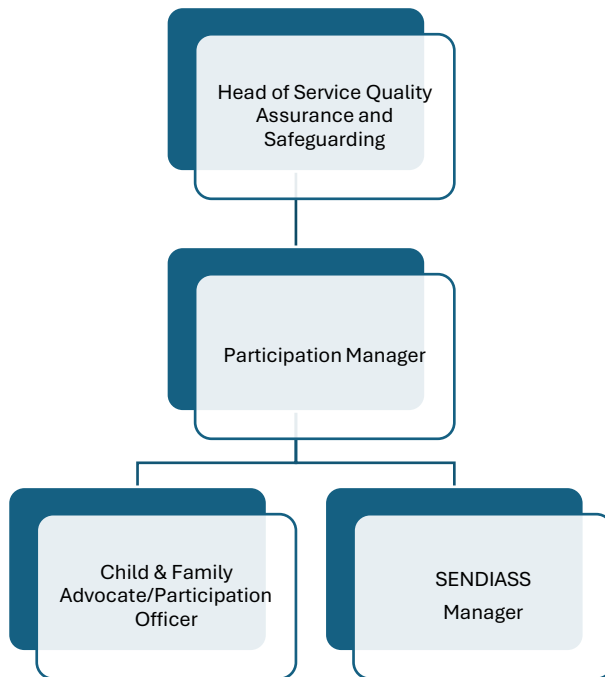 Head of Service Quality
Assurance and
Safeguarding
Participation Manager
Child & Family
Advocate/Participation
Officer
SENDIASS
Manager